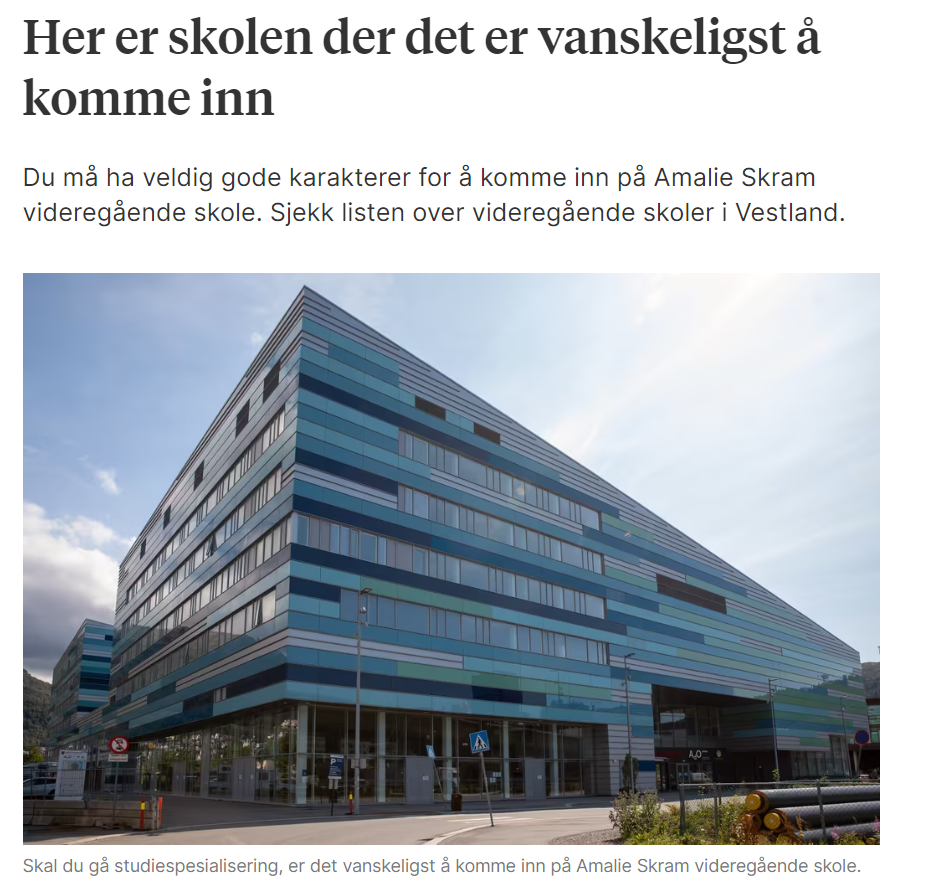 Her er skolen der det er vanskeligst å
komme inn
Du må ha veldig gode karakterer for å komme inn på Amalie Skram
videregående skole. Sjekk listen over videregående skoler i Vestland.
P
Skal du gå studiespesialisering, er det vanskeligst å komme inn på Amalie Skram videregående skole.